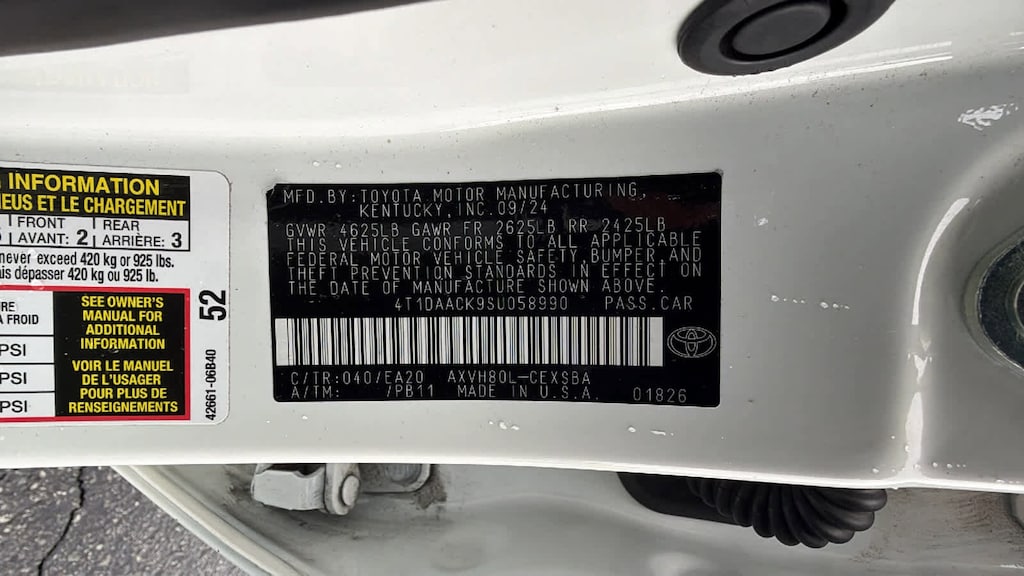 INFORMATION
NEUS ET LE CHARGEMENT
FRONT REAR
AVANT: 2 ARRIÈRE: 3
never exceed 420 kg or 925 lbs.
ais dépasser 420 kg ou 925 lb.
A FROID
PSI
PSI
PSI
SEE OWNER'S
MANUAL FOR
ADDITIONAL
INFORMATION
VOIR LE MANUEL
DE L'USAGER
POUR PLUS DE
RENSEIGNEMENTS
52
42661-06B40
MFD. BY: TOYOTA MOTOR MANUFACTURING,
KENTUCKY, INC. 09/24
GVWR 4625LB GAWR FR 2625LB RR 2425LB
THIS VEHICLE CONFORMS TO ALL APPLICABLE
FEDERAL MOTOR VEHICLE SAFETY, BUMPER, AND
THEFT PREVENTION STANDARDS IN EFFECT ON
THE DATE OF MANUFACTURE SHOWN ABOVE.
4T1DAACK9SU058990 PASS. CAR
C/TR: 040/EA20 AXVH80L-CEXSBA
A/TM: /PB11 MADE IN U.S.A. 01826